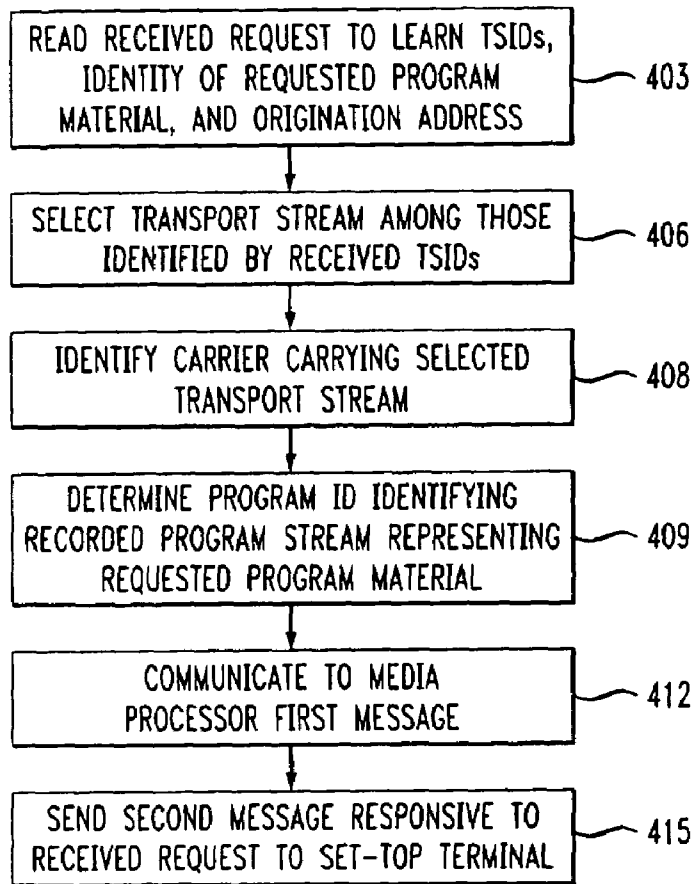 READ RECEIVED REQUEST TO LEARN TSIDs,
IDENTITY OF REQUESTED PROGRAM
MATERIAL, AND ORIGINATION ADDRESS
403
SELECT TRANSPORT STREAM AMONG THOSE
IDENTIFIED BY RECEIVED TSIDs
406
IDENTIFY CARRIER CARRYING SELECTED
TRANSPORT STREAM
408
DETERMINE PROGRAM ID IDENTIFYING
RECORDED PROGRAM STREAM REPRESENTING
REQUESTED PROGRAM MATERIAL
409
COMMUNICATE TO MEDIA
PROCESSOR FIRST MESSAGE
412
SEND SECOND MESSAGE RESPONSIVE TO
RECEIVED REQUEST TO SET-TOP TERMINAL
415